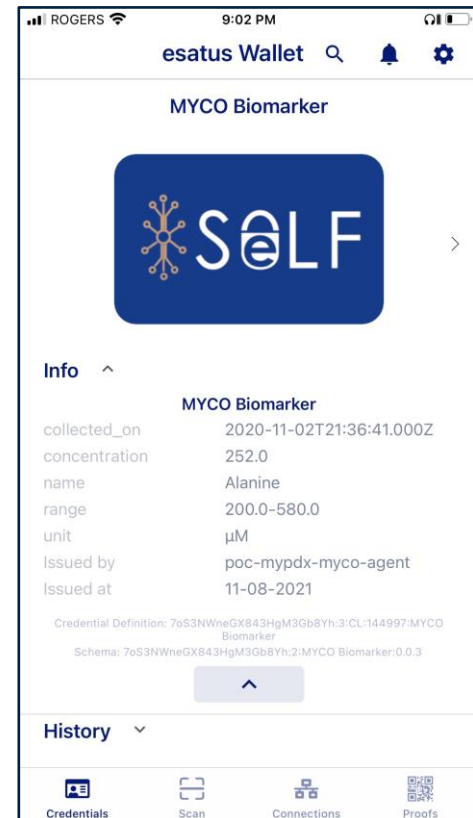 ROGERS 9:02 PM
esatus Wallet
MYCO Biomarker
SeLF
Info
MYCO Biomarker
collected_on 2020-11-02T21:36:41.000Z
concentration 252.0
name Alanine
range 200.0-580.0
unit µM
Issued by poc-mypdx-myco-agent
Issued at 11-08-2021
Credential Definition: 7oS3NWneGX843HgM3Gb8Yh:3:CL:144997:MYCO
Biomarker
Schema: 7oS3NWneGX843HgM3Gb8Yh:2:MYCO Biomarker:0.0.3
History
Credentials Scan Connections Proofs